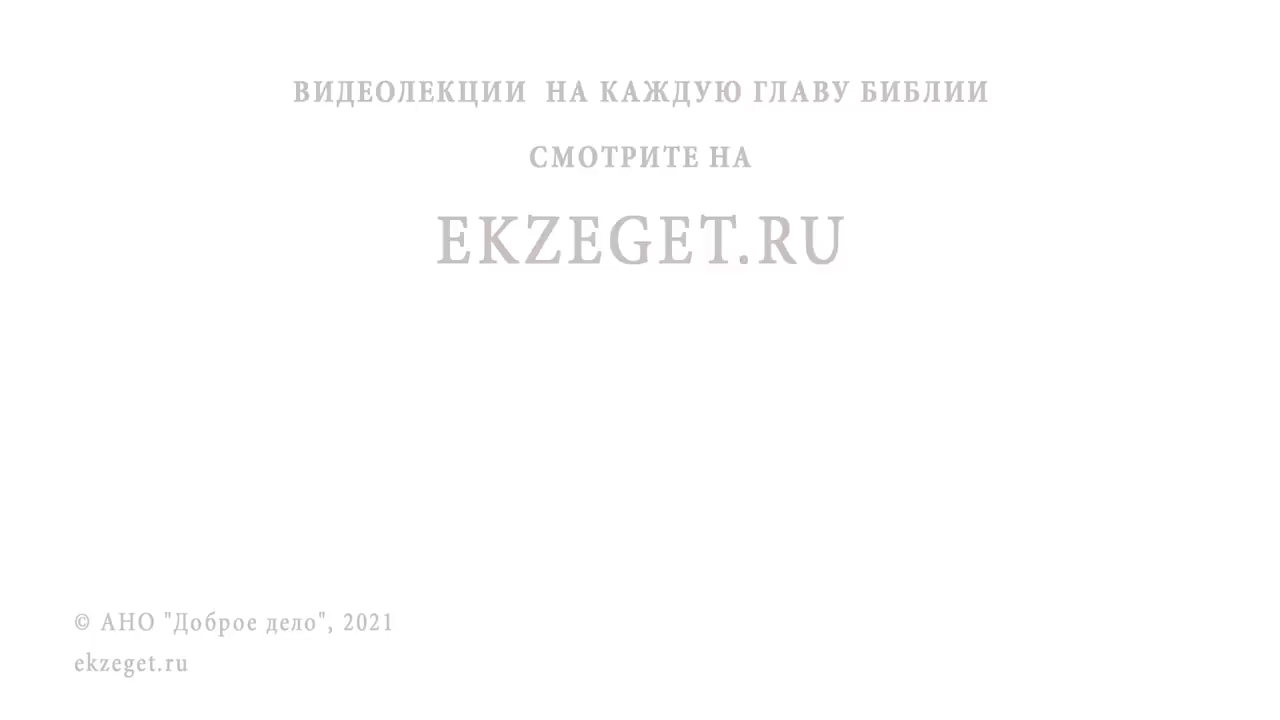 ВИДЕОЛЕКЦИИ НА КАЖДУЮ ГЛАВУ БИБЛИИ
СМОТРИТЕ НА
EKZEGET.RU
© АНО "Доброе дело", 2021
ekzeget.ru